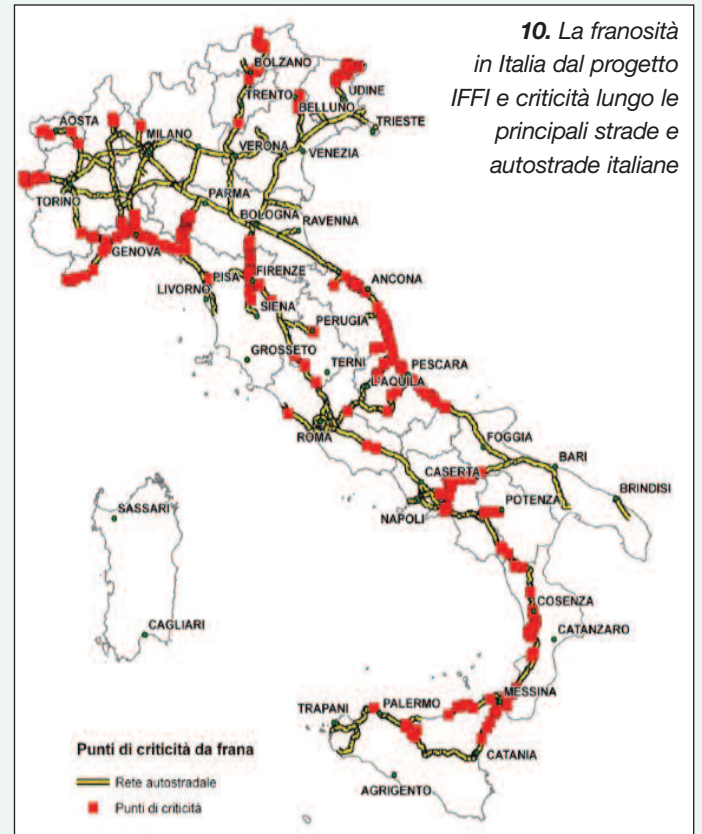 10. La franosità
in Italia dal progetto
IFFI e criticità lungo le
principali strade e
autostrade italiane
BOLZANO
TRENTO
UDINE
BELLUNO
TRIESTE
AOSTA
MILANO
VERONA
VENEZIA
TORINO
PARMA
BOLOGNA
RAVENNA
GENOVA
PISA
FIRENZE
ANCONA
LIVORNO
SIENA
PERUGIA
GROSSETO
TERNI
PESCARA
L'AQUILA
ROMA
FOGGIA
BARI
CASERTA
BRINDISI
POTENZA
NAPOLI
SASSARI
COSENZA
CAGLIARI
CATANZARO
MESSINA
TRAPANI
PALERMO
CATANIA
AGRIGENTO
Punti di criticità da frana
Rete autostradale
Punti di criticità